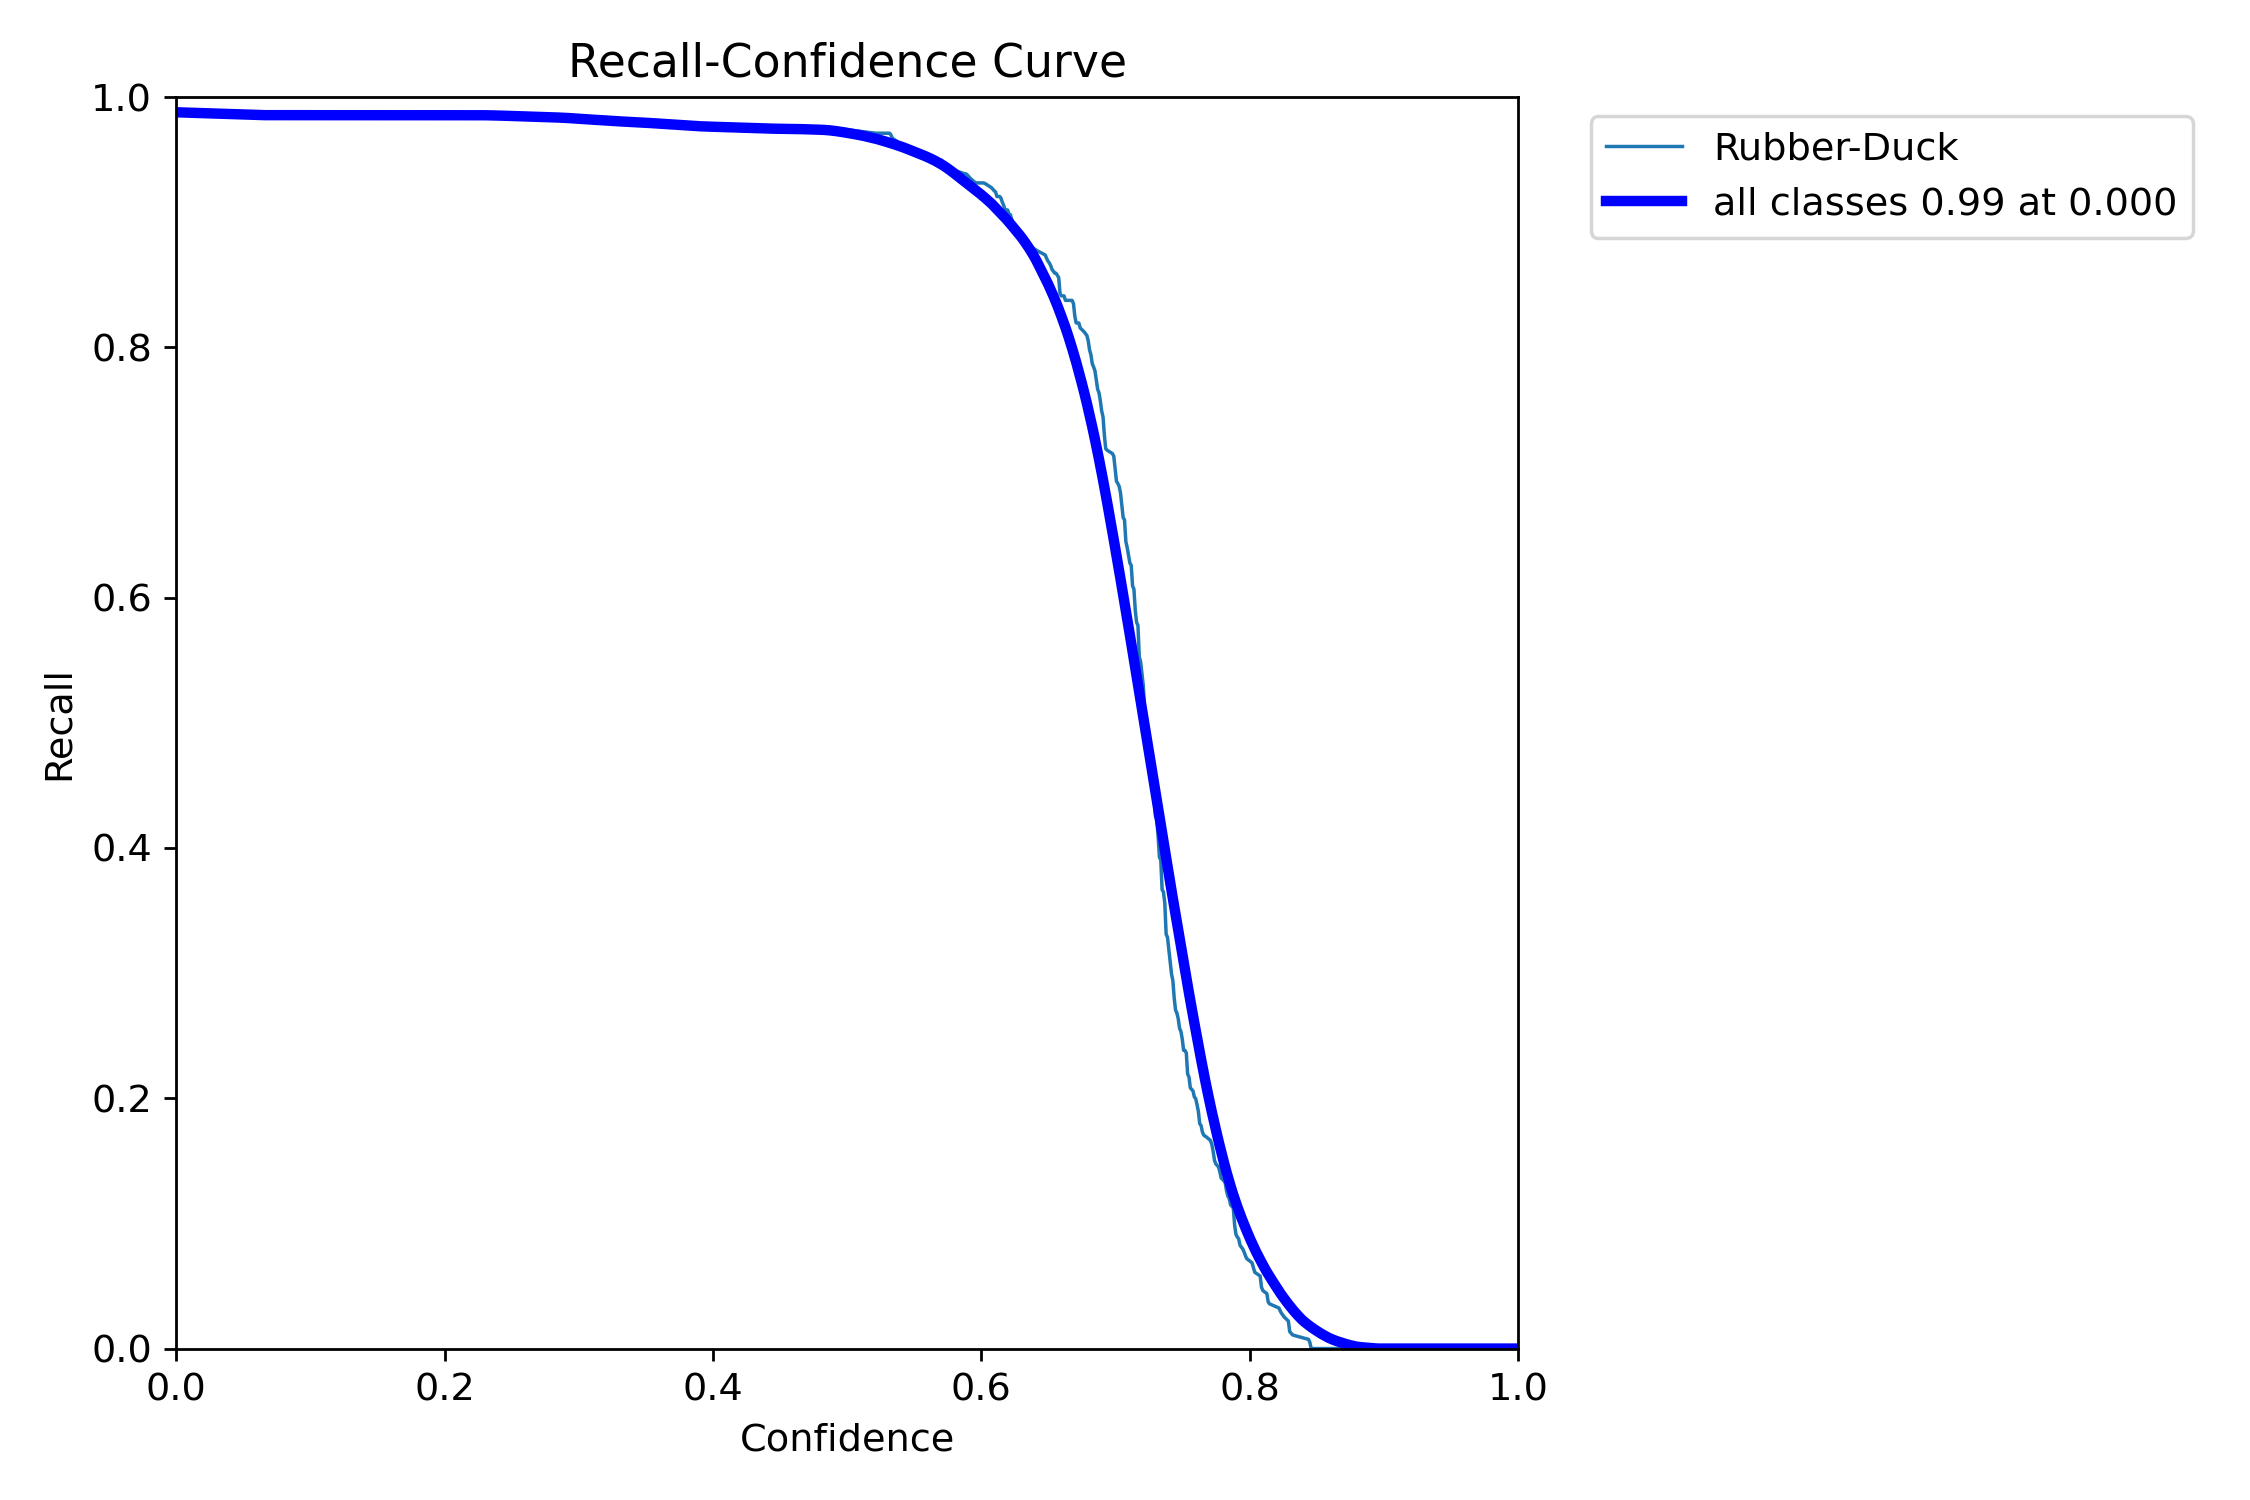 Recall-Confidence Curve
1.0
0.8
0.6
0.4
0.2
0.0
Recall
0.0 0.2 0.4 0.6 0.8 1.0
Confidence
Rubber-Duck
all classes 0.99 at 0.000